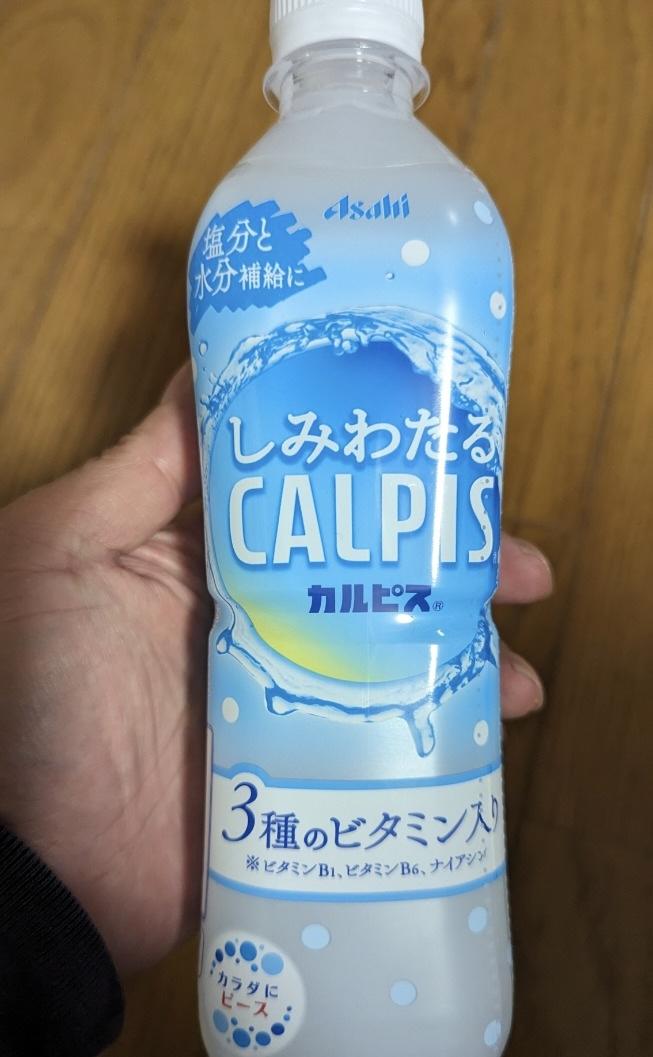 Asahi
塩分と
水分補給に
しみわたる
CALPIS
カルピス®
3種のビタミン入り
※ビタミンB1、ビタミンB6、ナイアシン
カラダに
ピース